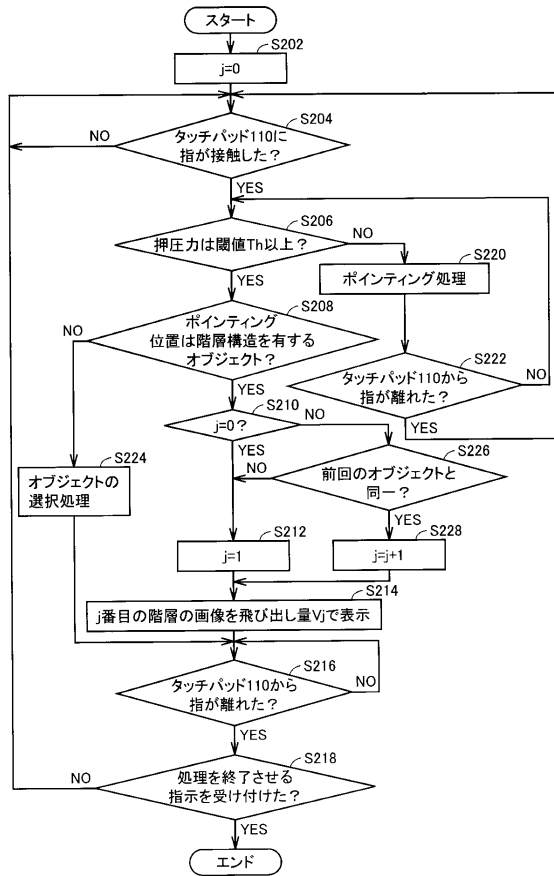 スタート
S202
j=0
S204
タッチパッド110に
指が接触した?
NO
YES
S206
押圧力は閾値Th以上?
NO
YES
S220
ポインティング処理
S208
ポインティング
位置は階層構造を有する
オブジェクト?
NO
YES
S222
タッチパッド110から
指が離れた?
NO
YES
S210
j=0?
NO
YES
S226
前回のオブジェクトと
同一?
NO
YES
S224
オブジェクトの
選択処理
S212
j=1
S228
j=j+1
S214
j番目の階層の画像を飛び出し量Vjで表示
S216
タッチパッド110から
指が離れた?
NO
YES
S218
処理を終了させる
指示を受け付けた?
NO
YES
エンド